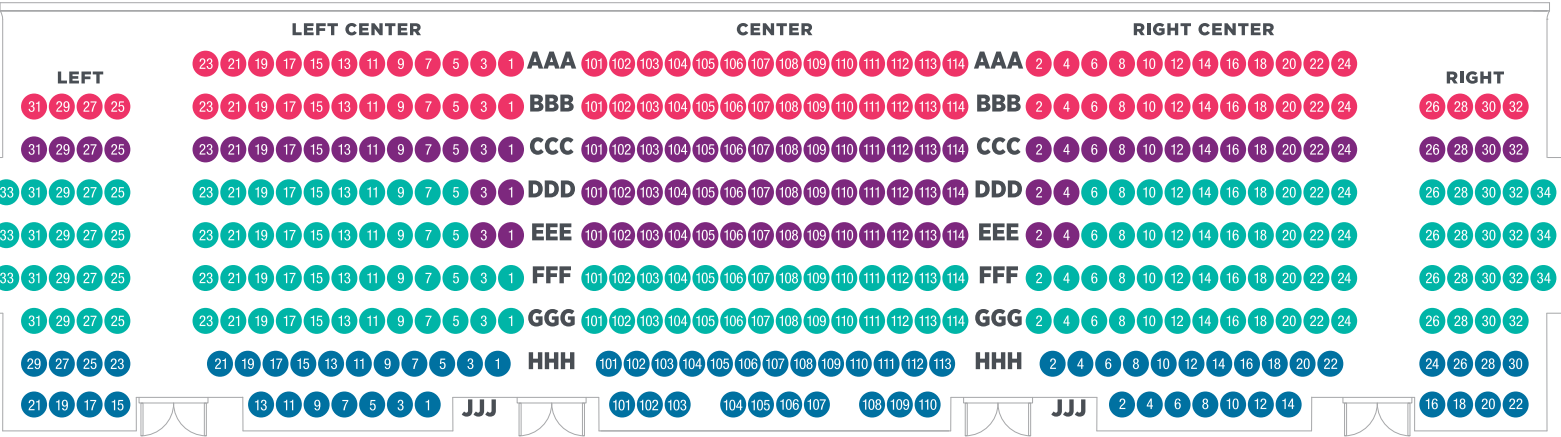 LEFT CENTER CENTER RIGHT CENTER
23 21 19 17 15 13 11 9 7 5 3 1 AAA 101 102 103 104 105 106 107 108 109 110 111 112 113 114 AAA 2 4 6 8 10 12 14 16 18 20 22 24
LEFT RIGHT
31 29 27 25 23 21 19 17 15 13 11 9 7 5 3 1 BBB 101 102 103 104 105 106 107 108 109 110 111 112 113 114 BBB 2 4 6 8 10 12 14 16 18 20 22 24 26 28 30 32
31 29 27 25 23 21 19 17 15 13 11 9 7 5 3 1 CCC 101 102 103 104 105 106 107 108 109 110 111 112 113 114 CCC 2 4 6 8 10 12 14 16 18 20 22 24 26 28 30 32
33 31 29 27 25 23 21 19 17 15 13 11 9 7 5 3 1 DDD 101 102 103 104 105 106 107 108 109 110 111 112 113 114 DDD 2 4 6 8 10 12 14 16 18 20 22 24 26 28 30 32 34
33 31 29 27 25 23 21 19 17 15 13 11 9 7 5 3 1 EEE 101 102 103 104 105 106 107 108 109 110 111 112 113 114 EEE 2 4 6 8 10 12 14 16 18 20 22 24 26 28 30 32 34
33 31 29 27 25 23 21 19 17 15 13 11 9 7 5 3 1 FFF 101 102 103 104 105 106 107 108 109 110 111 112 113 114 FFF 2 4 6 8 10 12 14 16 18 20 22 24 26 28 30 32 34
31 29 27 25 23 21 19 17 15 13 11 9 7 5 3 1 GGG 101 102 103 104 105 106 107 108 109 110 111 112 113 114 GGG 2 4 6 8 10 12 14 16 18 20 22 24 26 28 30 32
29 27 25 23 21 19 17 15 13 11 9 7 5 3 1 HHH 101 102 103 104 105 106 107 108 109 110 111 112 113 HHH 2 4 6 8 10 12 14 16 18 20 22 24 26 28 30
21 19 17 15 13 11 9 7 5 3 1 JJJ 101 102 103 104 105 106 107 108 109 110 JJJ 2 4 6 8 10 12 14 16 18 20 22